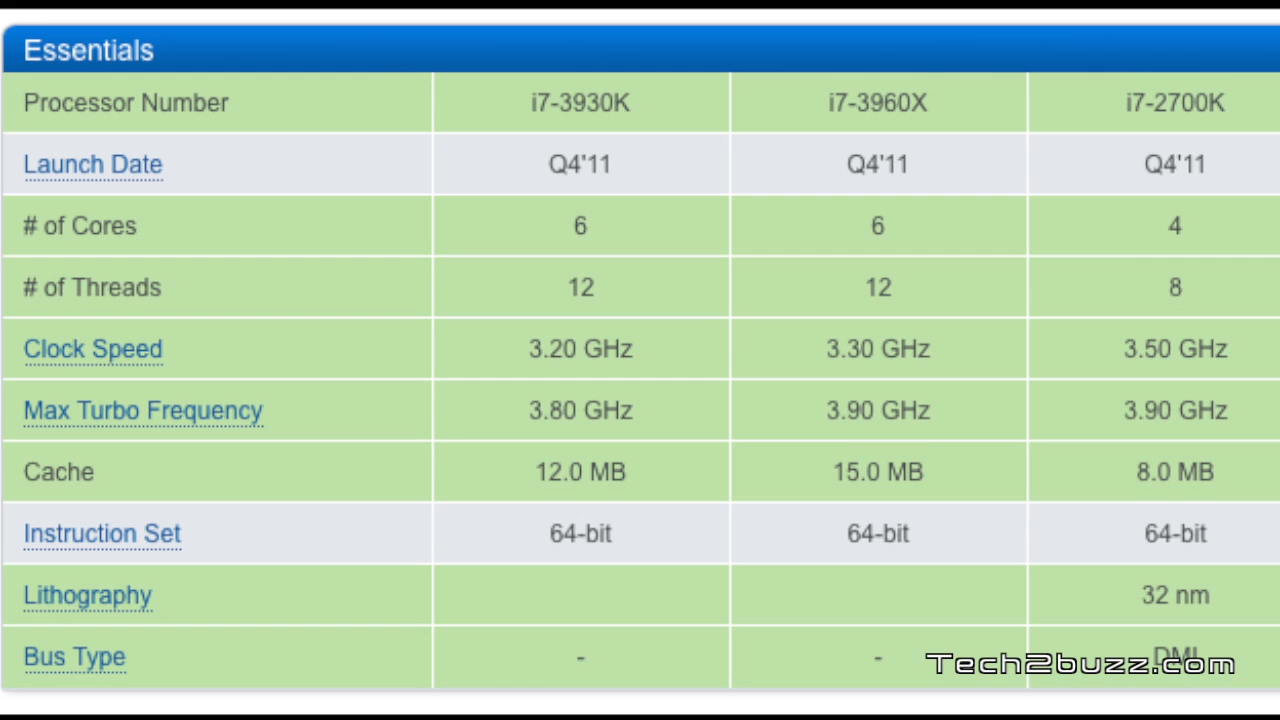 Essentials
Processor Number i7-3930K i7-3960X i7-2700K
Launch Date Q4'11 Q4'11 Q4'11
# of Cores 6 6 4
# of Threads 12 12 8
Clock Speed 3.20 GHz 3.30 GHz 3.50 GHz
Max Turbo Frequency 3.80 GHz 3.90 GHz 3.90 GHz
Cache 12.0 MB 15.0 MB 8.0 MB
Instruction Set 64-bit 64-bit 64-bit
Lithography 32 nm
Bus Type - - DMI
Tech2buzz.com